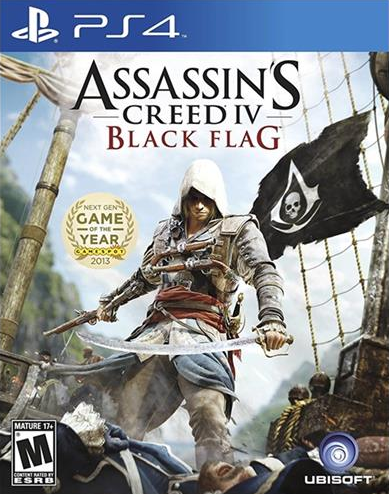 PS4
ASSASSIN'S
CREED IV
BLACK FLAG
NEXT GEN
GAME
OF THE
YEAR
GAMESPOT
2013
MATURE 17+
M
CONTENT RATED BY
ESRB
UBISOFT